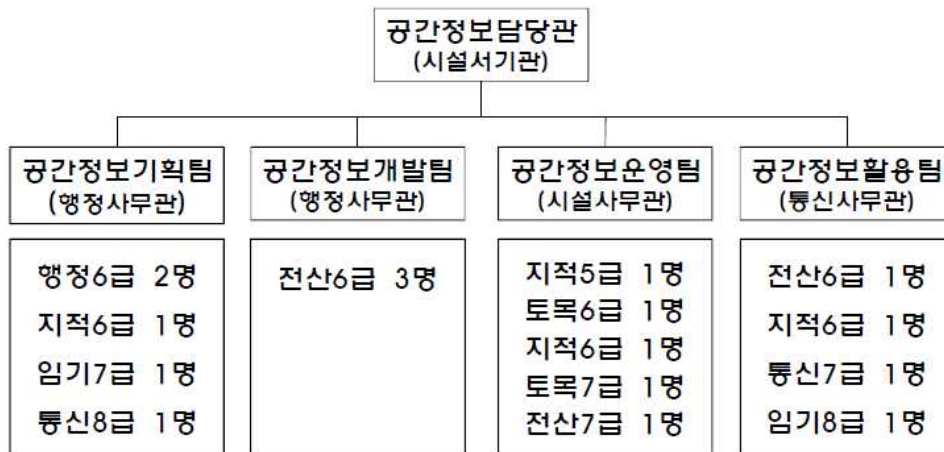 공간정보담당관
(시설서기관)
공간정보기획팀
(행정사무관)
행정6급 2명
지적6급 1명
임기7급 1명
통신8급 1명
공간정보개발팀
(행정사무관)
전산6급 3명
공간정보운영팀
(시설사무관)
지적5급 1명
토목6급 1명
지적6급 1명
토목7급 1명
전산7급 1명
공간정보활용팀
(통신사무관)
전산6급 1명
지적6급 1명
통신7급 1명
임기8급 1명